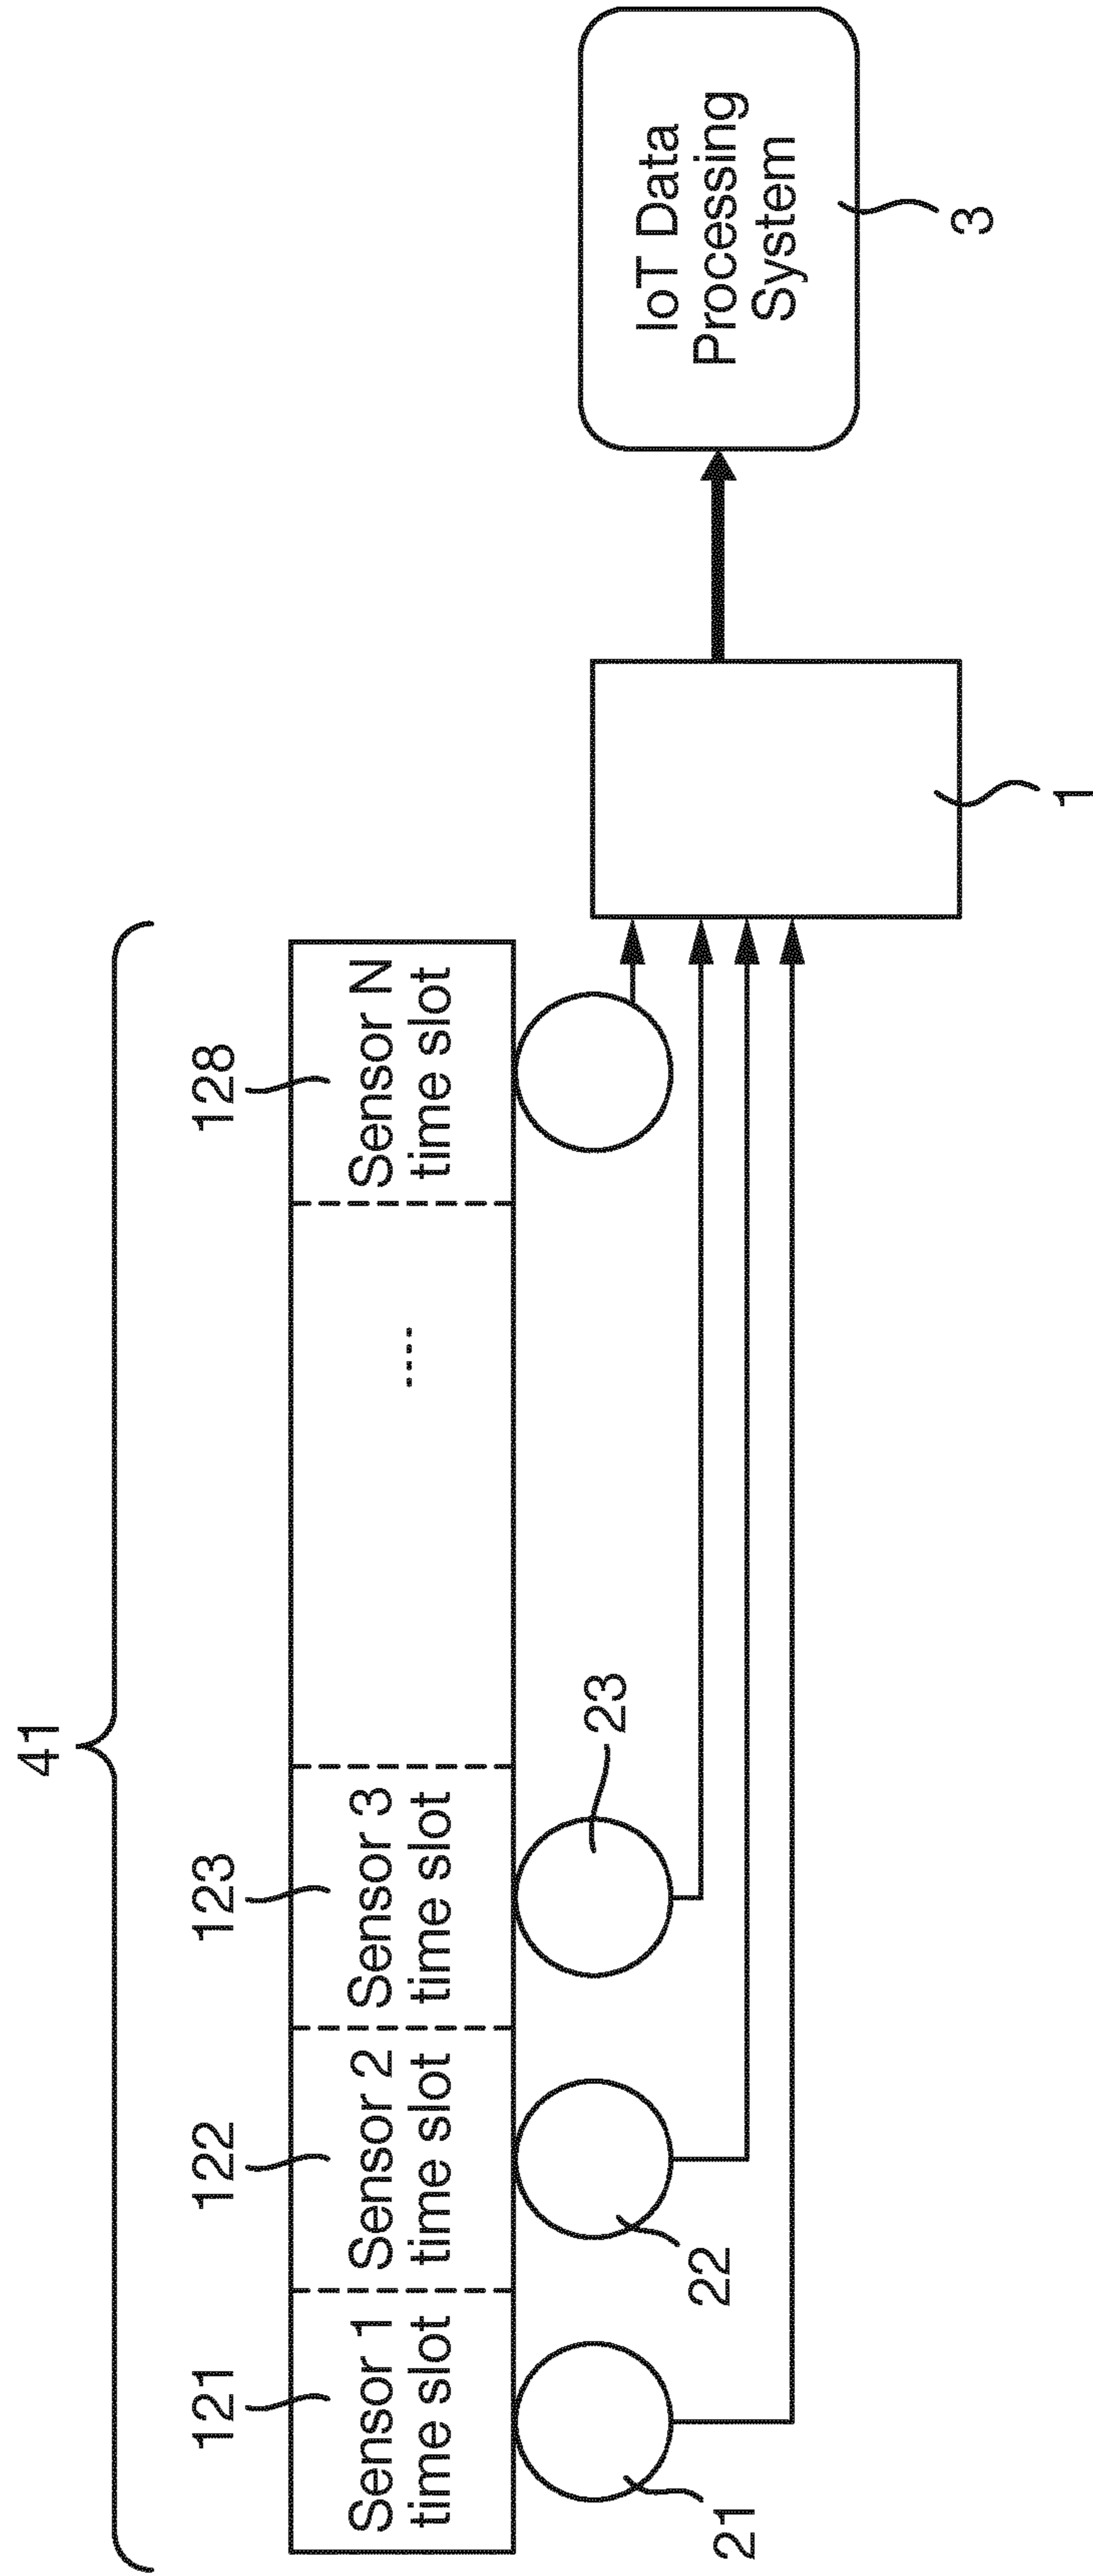 41
121
122
123
128
Sensor 1
time slot
Sensor 2
time slot
Sensor 3
time slot
....
Sensor N
time slot
21
22
23
1
IoT Data
Processing
System
3